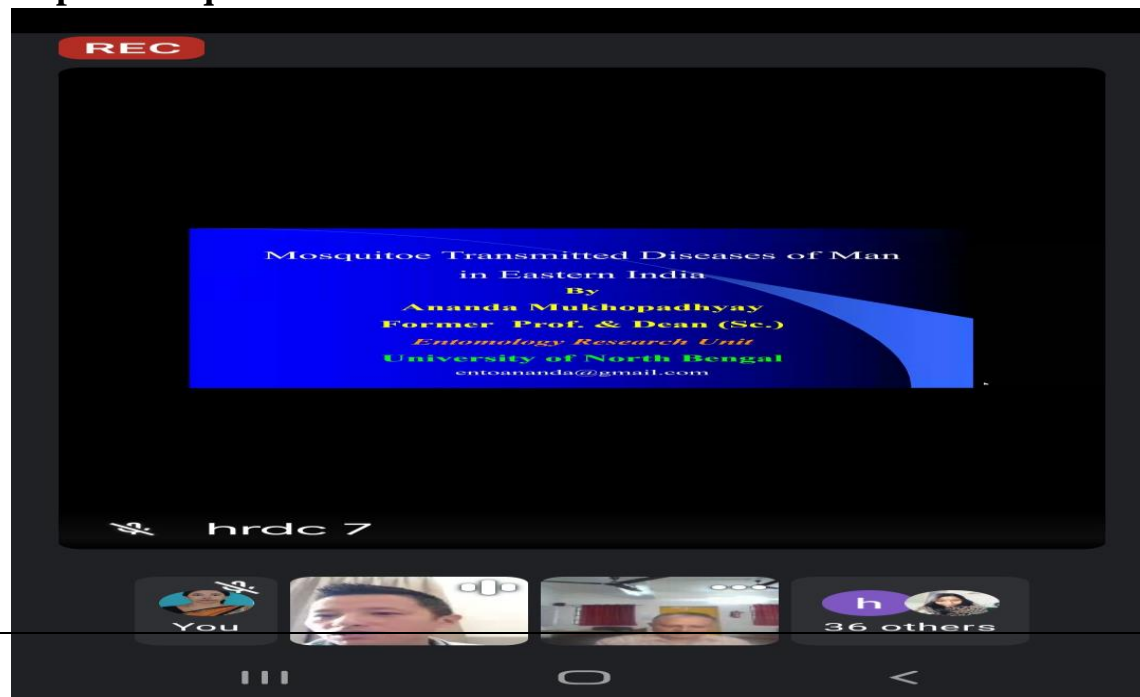 REC
Mosquitoe Transmitted Diseases of Man
in Eastern India
By
Ananda Mukhopadhyay
Former Prof. & Dean (Sc.)
Entomology Research Unit
University of North Bengal
entoananda@gmail.com
hrdc 7
You
h
36 others